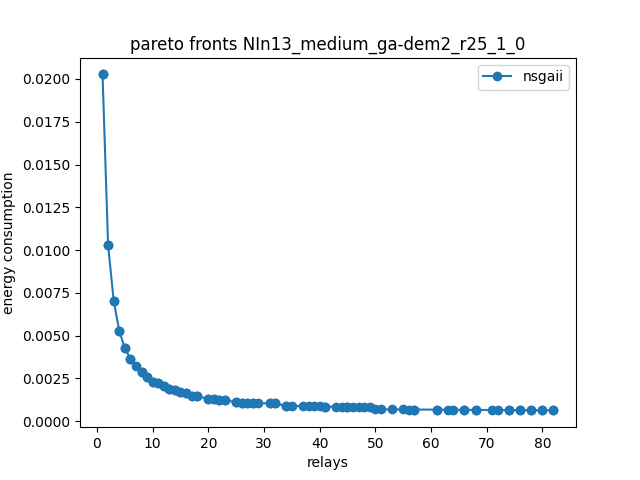 pareto fronts NIn13_medium_ga-dem2_r25_1_0
nsgaii
energy consumption
0.0200
0.0175
0.0150
0.0125
0.0100
0.0075
0.0050
0.0025
0.0000
0 10 20 30 40 50 60 70 80
relays